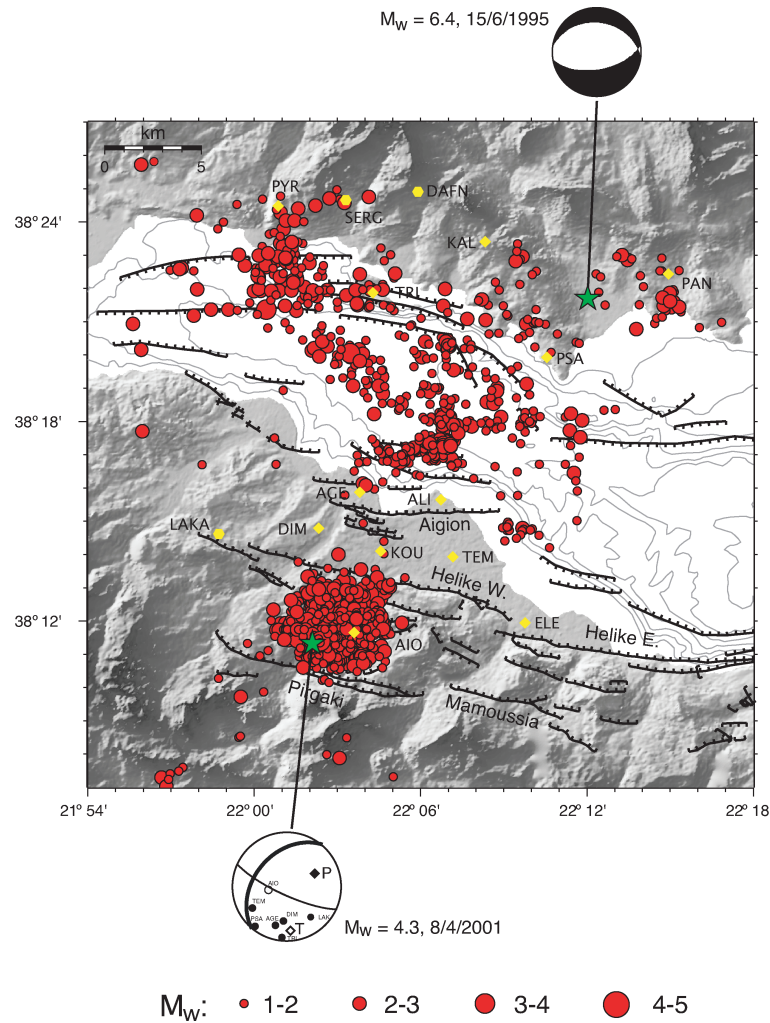 Mw = 6.4, 15/6/1995
km
0 5
PYR
DAFN
SERG
38° 24'
KAL
PAN
TRI
PSA
38° 18'
AGE
ALI
LAKA
DIM
Aigion
KOU
TEM
Helike W.
38° 12'
ELE
Helike E.
AIO
Pirgaki
Mamoussia
21° 54' 22° 00' 22° 06' 22° 12' 22° 18'
P
AIO
TEM
PSA AGE DIM LAK
T
TRI
Mw = 4.3, 8/4/2001
Mw: 1-2 2-3 3-4 4-5